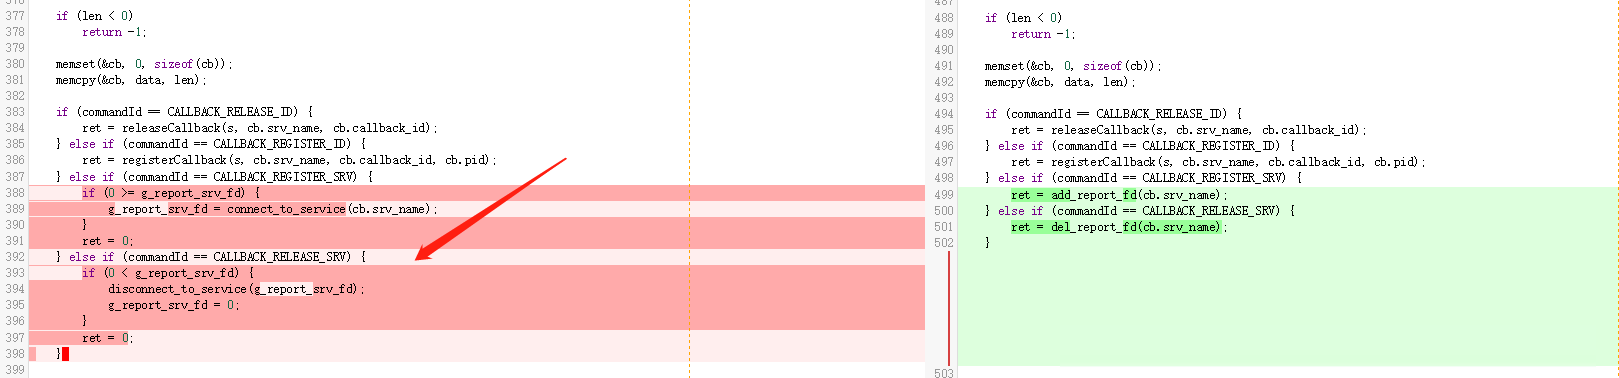 376
377 if (len < 0)
378 return -1;
379
380 memset(&cb, 0, sizeof(cb));
381 memcpy(&cb, data, len);
382
383 if (commandId == CALLBACK_RELEASE_ID) {
384 ret = releaseCallback(s, cb.srv_name, cb.callback_id);
385 } else if (commandId == CALLBACK_REGISTER_ID) {
386 ret = registerCallback(s, cb.srv_name, cb.callback_id, cb.pid);
387 } else if (commandId == CALLBACK_REGISTER_SRV) {
388 if (0 >= g_report_srv_fd) {
389 g_report_srv_fd = connect_to_service(cb.srv_name);
390 }
391 ret = 0;
392 } else if (commandId == CALLBACK_RELEASE_SRV) {
393 if (0 < g_report_srv_fd) {
394 disconnect_to_service(g_report_srv_fd);
395 g_report_srv_fd = 0;
396 }
397 ret = 0;
398 }
399
487
488 if (len < 0)
489 return -1;
490
491 memset(&cb, 0, sizeof(cb));
492 memcpy(&cb, data, len);
493
494 if (commandId == CALLBACK_RELEASE_ID) {
495 ret = releaseCallback(s, cb.srv_name, cb.callback_id);
496 } else if (commandId == CALLBACK_REGISTER_ID) {
497 ret = registerCallback(s, cb.srv_name, cb.callback_id, cb.pid);
498 } else if (commandId == CALLBACK_REGISTER_SRV) {
499 ret = add_report_fd(cb.srv_name);
500 } else if (commandId == CALLBACK_RELEASE_SRV) {
501 ret = del_report_fd(cb.srv_name);
502 }
503